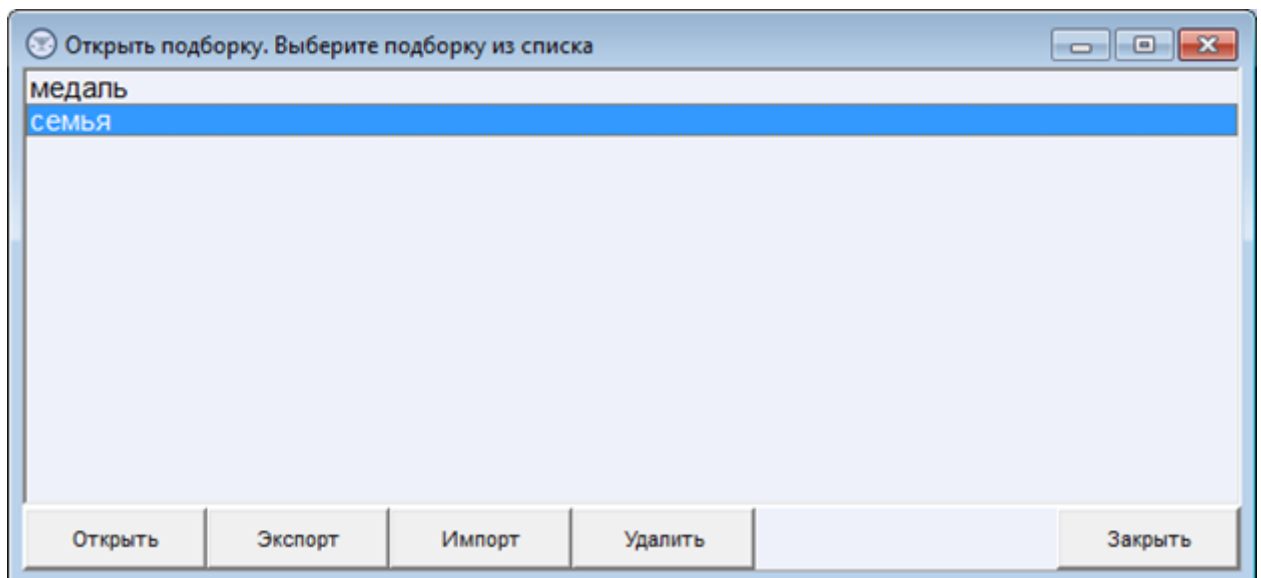 Открыть подборку. Выберите подборку из списка
медаль
семья
Открыть Экспорт Импорт Удалить Закрыть